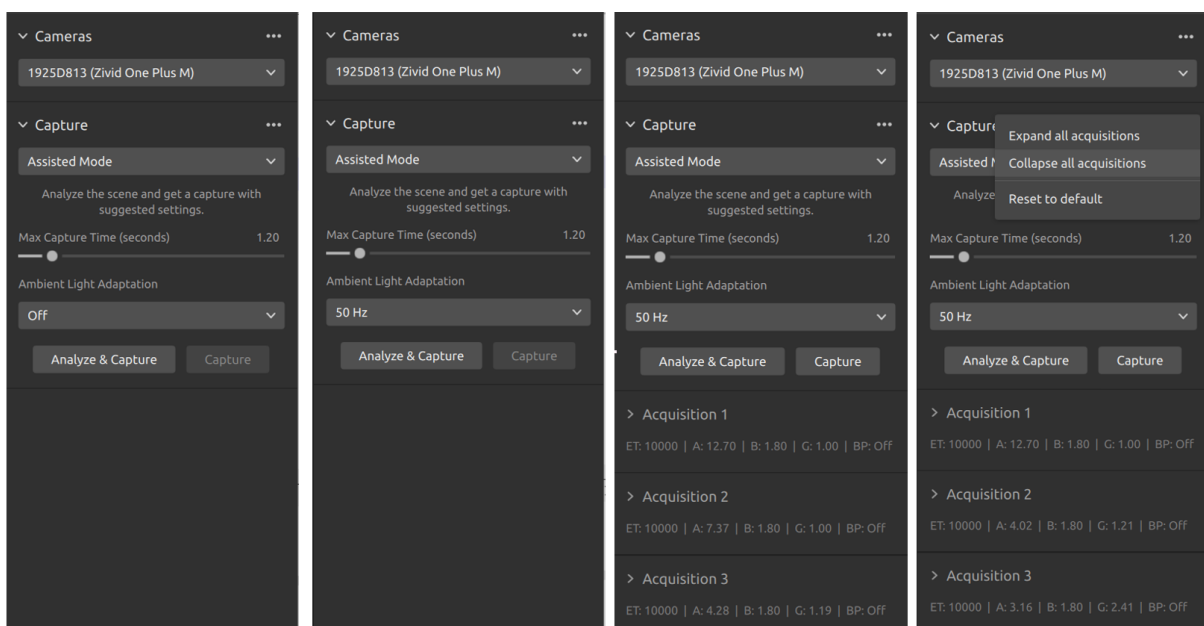 Cameras
1925D813 (Zivid One Plus M)
Capture
Assisted Mode
Analyze the scene and get a capture with
suggested settings.
Max Capture Time (seconds) 1.20
Ambient Light Adaptation
Off
Analyze & Capture Capture
Cameras
1925D813 (Zivid One Plus M)
Capture
Assisted Mode
Analyze the scene and get a capture with
suggested settings.
Max Capture Time (seconds) 1.20
Ambient Light Adaptation
50 Hz
Analyze & Capture Capture
Cameras
1925D813 (Zivid One Plus M)
Capture
Assisted Mode
Analyze the scene and get a capture with
suggested settings.
Max Capture Time (seconds) 1.20
Ambient Light Adaptation
50 Hz
Analyze & Capture Capture
Acquisition 1
ET: 10000 | A: 12.70 | B: 1.80 | G: 1.00 | BP: Off
Acquisition 2
ET: 10000 | A: 7.37 | B: 1.80 | G: 1.00 | BP: Off
Acquisition 3
ET: 10000 | A: 4.28 | B: 1.80 | G: 1.19 | BP: Off
Cameras
1925D813 (Zivid One Plus M)
Capture
Expand all acquisitions
Assisted M
Collapse all acquisitions
Analyze
Reset to default
Max Capture Time (seconds) 1.20
Ambient Light Adaptation
50 Hz
Analyze & Capture Capture
Acquisition 1
ET: 10000 | A: 12.70 | B: 1.80 | G: 1.00 | BP: Off
Acquisition 2
ET: 10000 | A: 4.02 | B: 1.80 | G: 1.21 | BP: Off
Acquisition 3
ET: 10000 | A: 3.16 | B: 1.80 | G: 2.41 | BP: Off